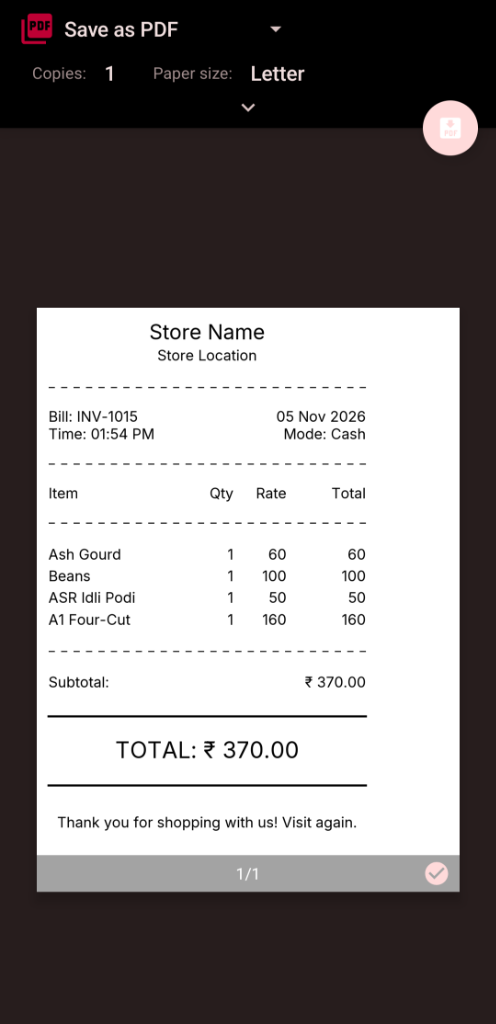 PDF Save as PDF
Copies: 1 Paper size: Letter
PDF
Store Name
Store Location
- - - - - - - - - - - - - - - - - - - - - - - - - -
Bill: INV-1015 05 Nov 2026
Time: 01:54 PM Mode: Cash
- - - - - - - - - - - - - - - - - - - - - - - - - -
Item Qty Rate Total
- - - - - - - - - - - - - - - - - - - - - - - - - -
Ash Gourd 1 60 60
Beans 1 100 100
ASR Idli Podi 1 50 50
A1 Four-Cut 1 160 160
- - - - - - - - - - - - - - - - - - - - - - - - - -
Subtotal: ₹ 370.00
TOTAL: ₹ 370.00
Thank you for shopping with us! Visit again.
1/1